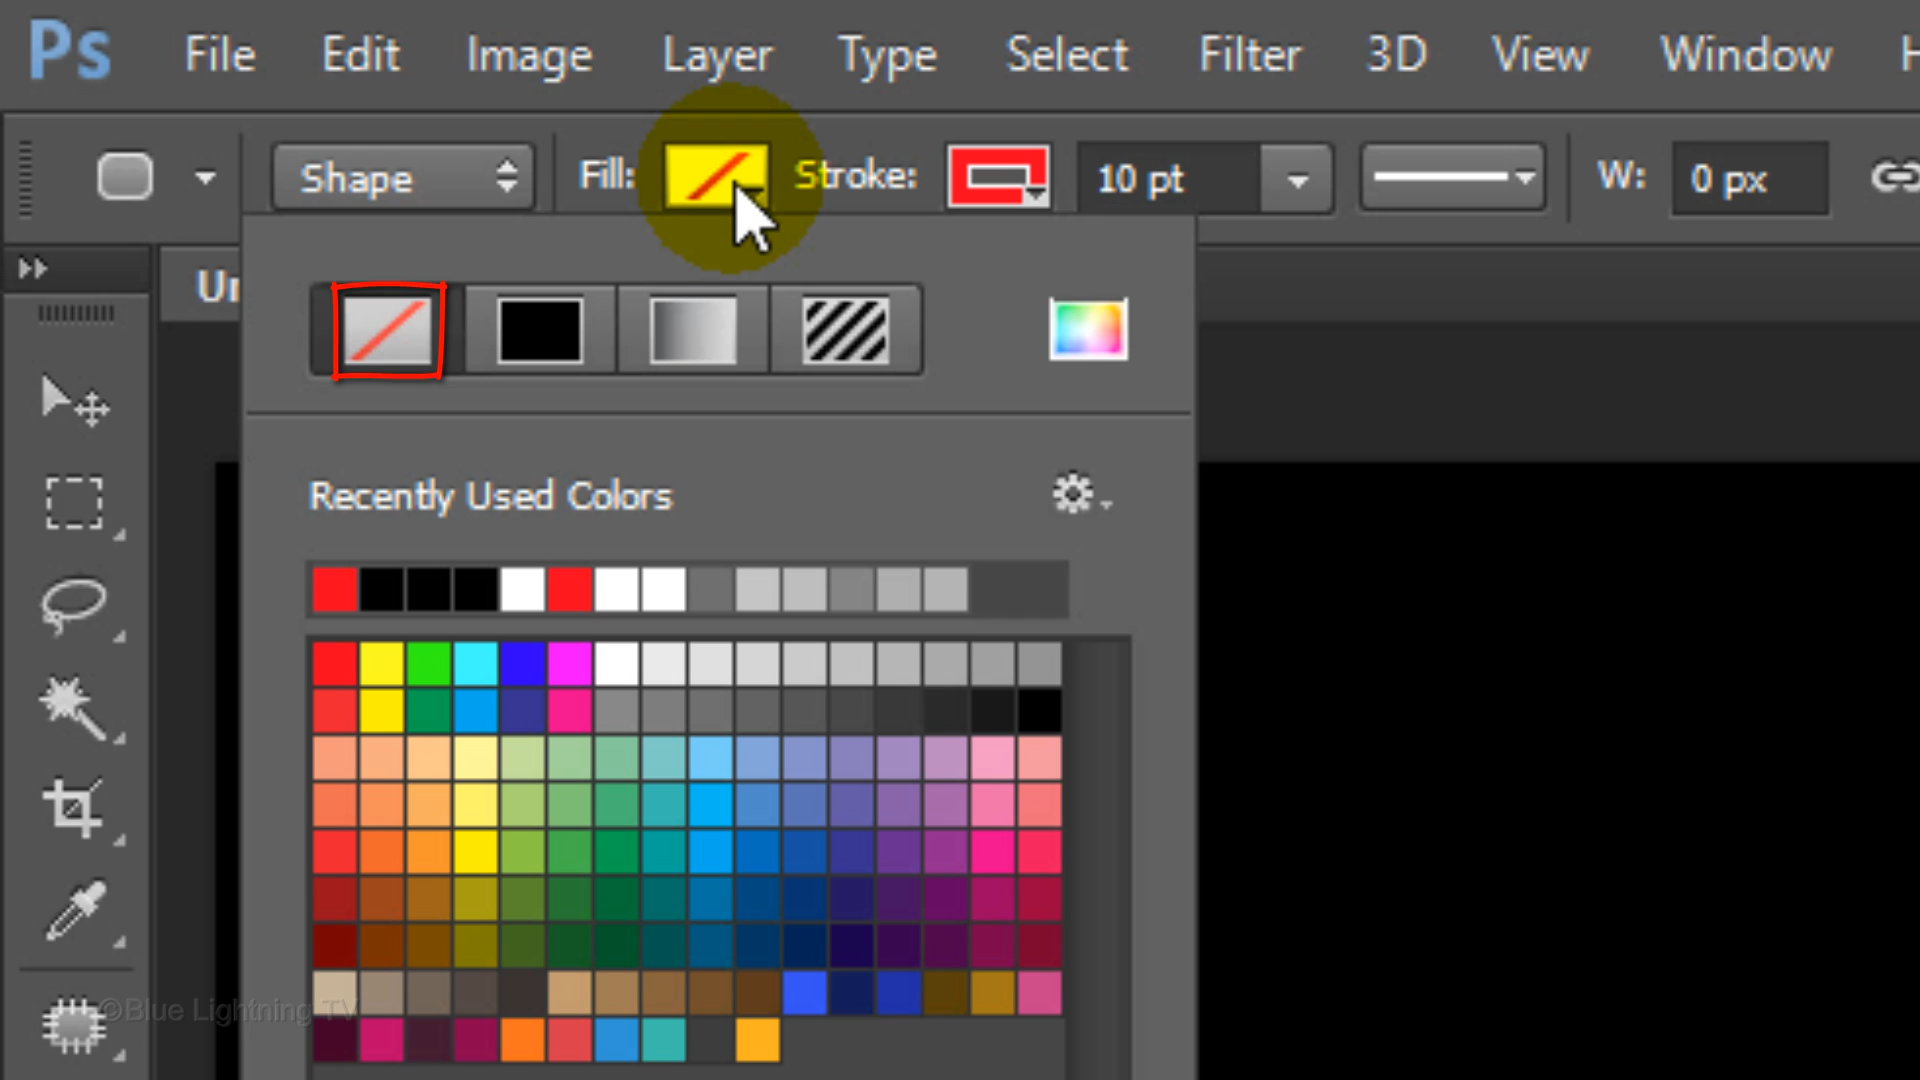 Ps File Edit Image Layer Type Select Filter 3D View Window H
Shape Fill: Stroke: 10 pt W: 0 px
Un
Recently Used Colors
©Blue Lightning TV